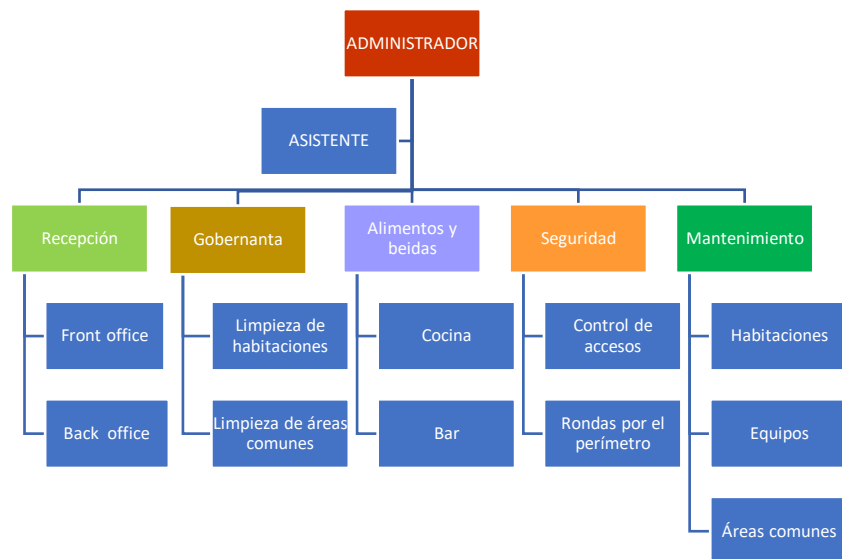 ADMINISTRADOR
ASISTENTE
Recepción
Gobernanta
Alimentos y
beidas
Seguridad
Mantenimiento
Front office
Limpieza de
habitaciones
Cocina
Control de
accesos
Habitaciones
Back office
Limpieza de áreas
comunes
Bar
Rondas por el
perímetro
Equipos
Áreas comunes